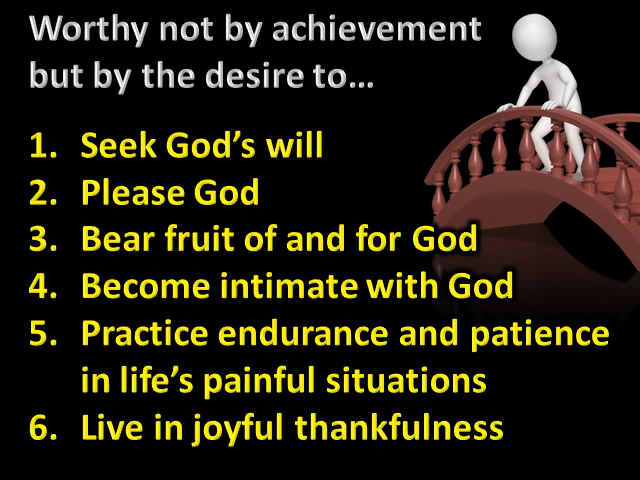 Worthy not by achievement
but by the desire to…
1. Seek God’s will
2. Please God
3. Bear fruit of and for God
4. Become intimate with God
5. Practice endurance and patience
in life’s painful situations
6. Live in joyful thankfulness